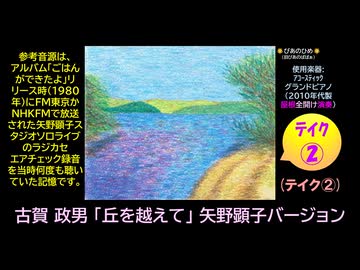 参考音源は、
アルバム「ごはん
ができたよ」リ
リース時(1980
年)にFM東京か
NHKFMで放送
された矢野顕子ス
タジオソロライブ
のラジカセ
エアチェック録音
を当時何度も聴い
ていた記憶です。
ぴあのひめ
使用楽器:
アコースティック
グランドピアノ
(2010年代製
屋根全開け演奏)
テイク
②
(テイク②)
古賀 政男 「丘を越えて」 矢野顕子バージョン